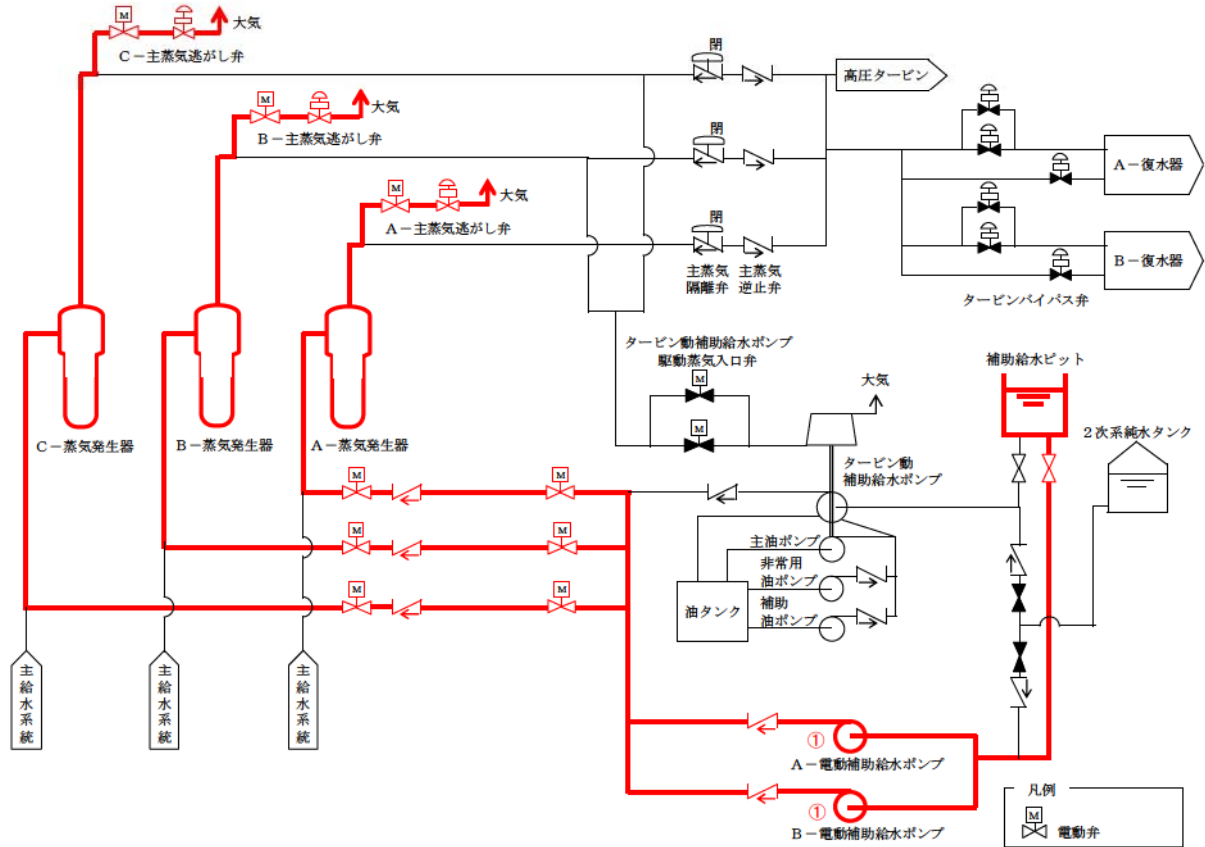 M
大気
C－主蒸気逃がし弁
閉
高圧タービン
M
大気
B－主蒸気逃がし弁
閉
A－復水器
M
大気
A－主蒸気逃がし弁
閉
主蒸気
隔離弁
主蒸気
逆止弁
B－復水器
タービンバイパス弁
タービン動補助給水ポンプ
駆動蒸気入口弁
M
M
大気
補助給水ピット
2次系純水タンク
C－蒸気発生器
B－蒸気発生器
A－蒸気発生器
タービン動
補助給水ポンプ
M
M
M
M
M
M
主油ポンプ
非常用
油ポンプ
補助
油ポンプ
油タンク
主給水系統
主給水系統
主給水系統
①
A－電動補助給水ポンプ
①
B－電動補助給水ポンプ
凡例
M
電動弁